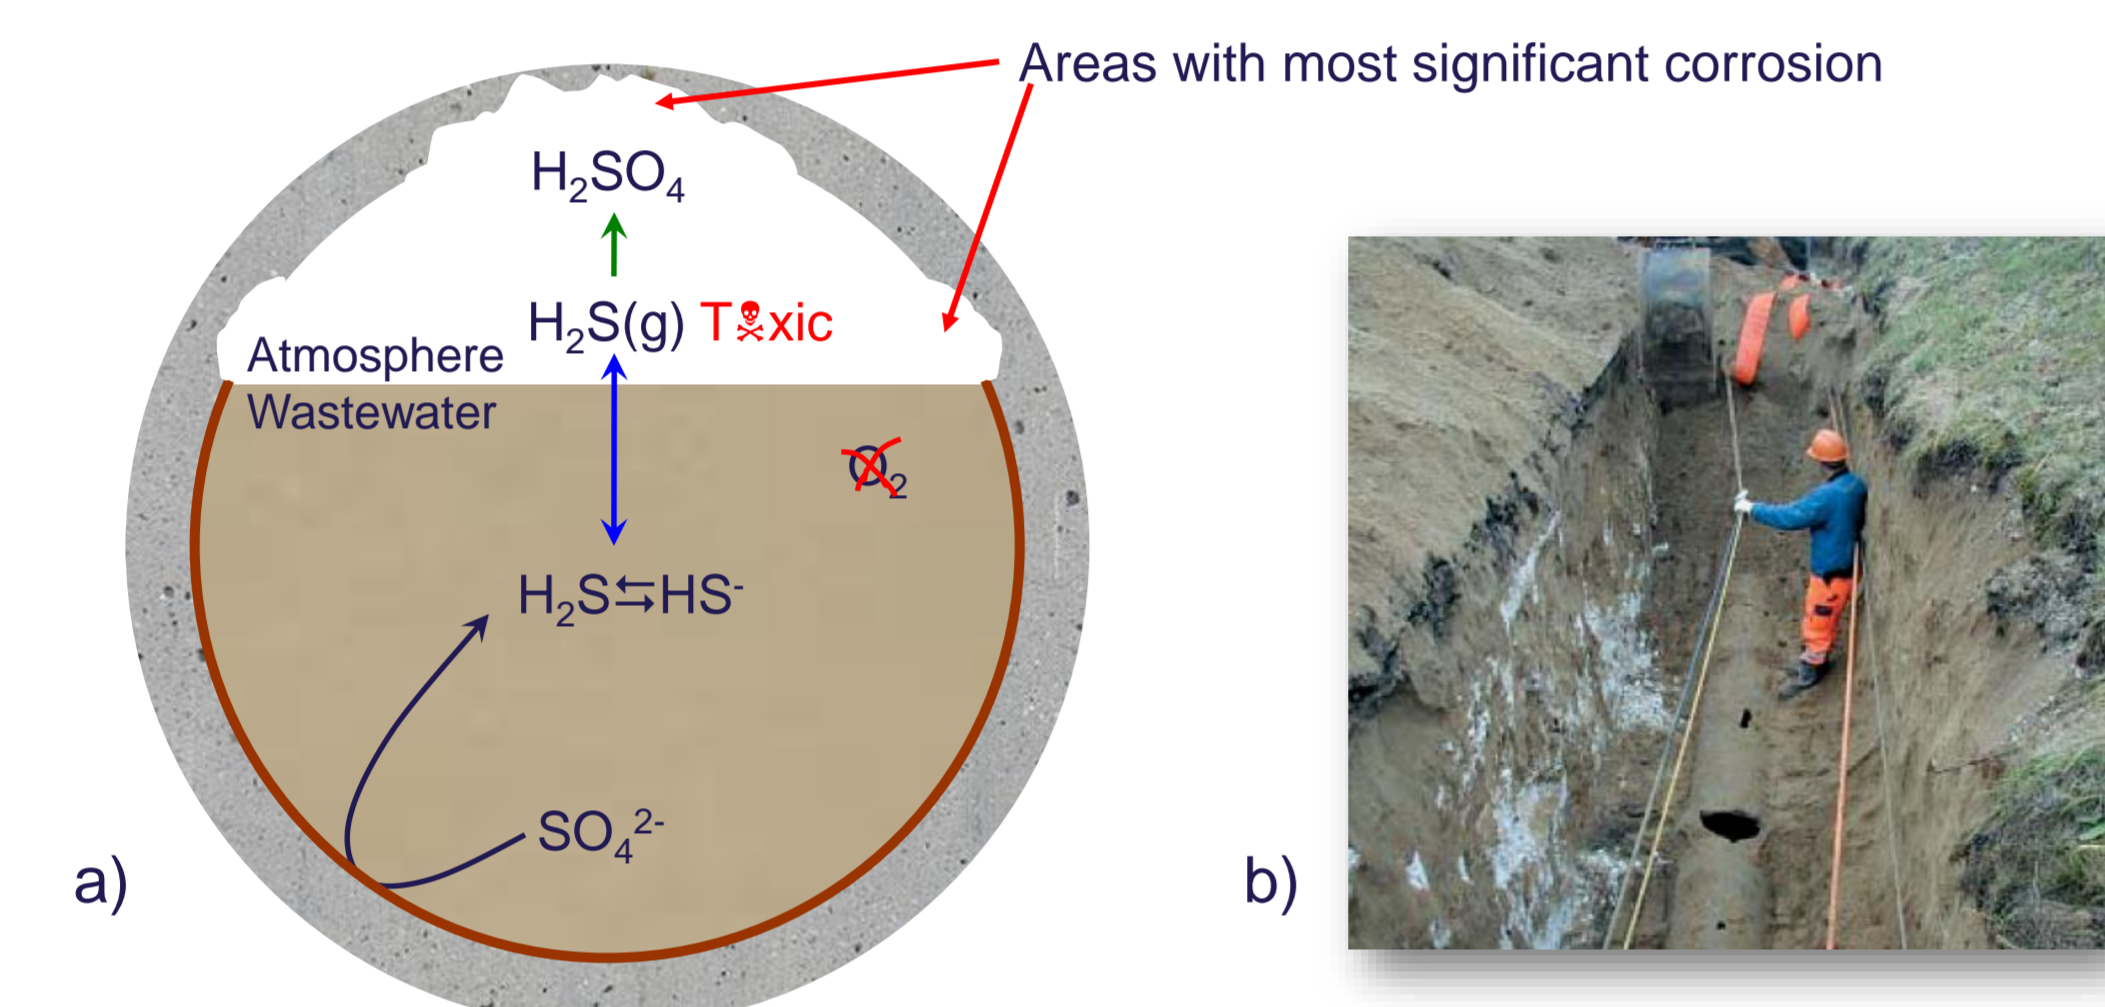 Areas with most significant corrosion
H₂SO₄
H₂S(g) T☠xic
Atmosphere
Wastewater
O₂
H₂S⇆HS⁻
SO₄²⁻
a)
b)